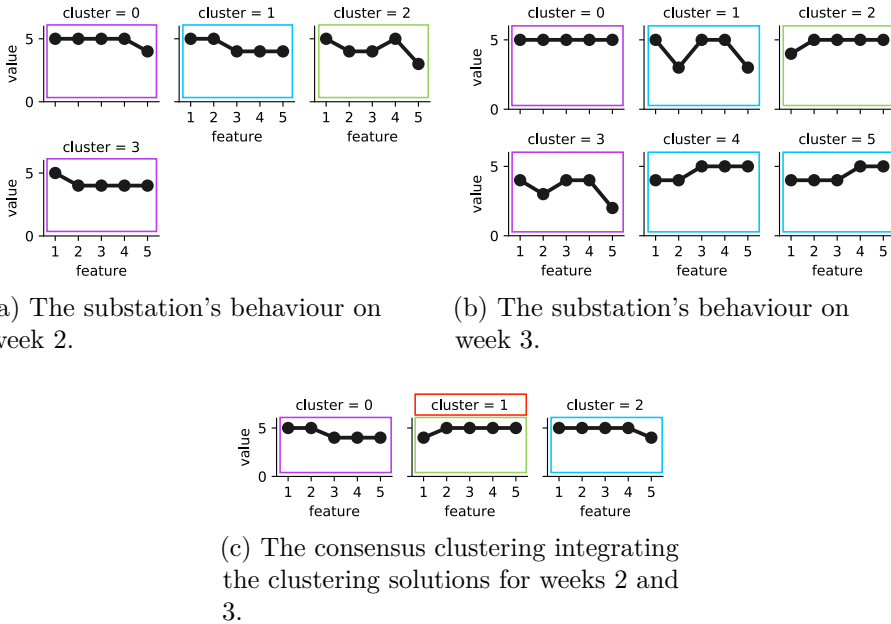 cluster = 0
cluster = 1
cluster = 2
value
5
0
1 2 3 4 5
1 2 3 4 5
feature
feature
cluster = 3
value
5
0
1 2 3 4 5
feature
cluster = 0
cluster = 1
cluster = 2
value
5
0
cluster = 3
cluster = 4
cluster = 5
value
5
0
1 2 3 4 5
1 2 3 4 5
1 2 3 4 5
feature
feature
feature
a) The substation's behaviour on
week 2.
(b) The substation's behaviour on
week 3.
cluster = 0
cluster = 1
cluster = 2
value
5
0
1 2 3 4 5
1 2 3 4 5
1 2 3 4 5
feature
feature
feature
(c) The consensus clustering integrating
the clustering solutions for weeks 2 and
3.